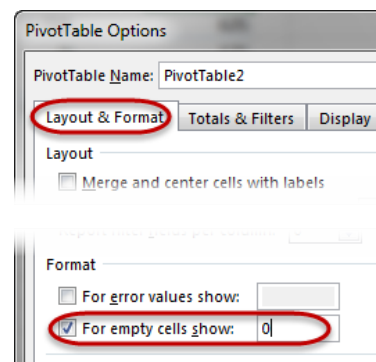 PivotTable Options
PivotTable Name: PivotTable2
Layout & Format Totals & Filters Display
Layout
Merge and center cells with labels
Format
For error values show:
For empty cells show: 0